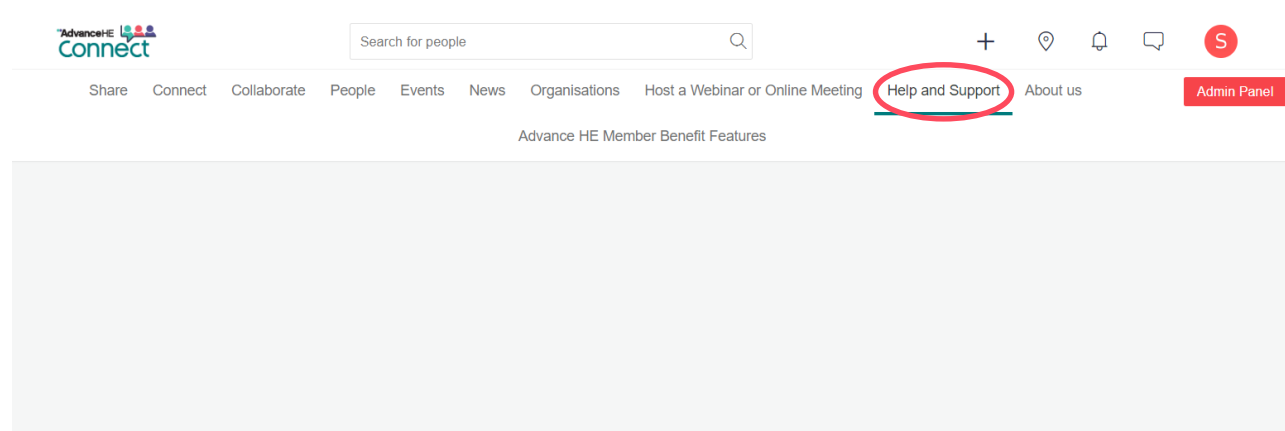 AdvanceHE
connect
Search for people
S
Share Connect Collaborate People Events News Organisations Host a Webinar or Online Meeting Help and Support About us Admin Panel
Advance HE Member Benefit Features